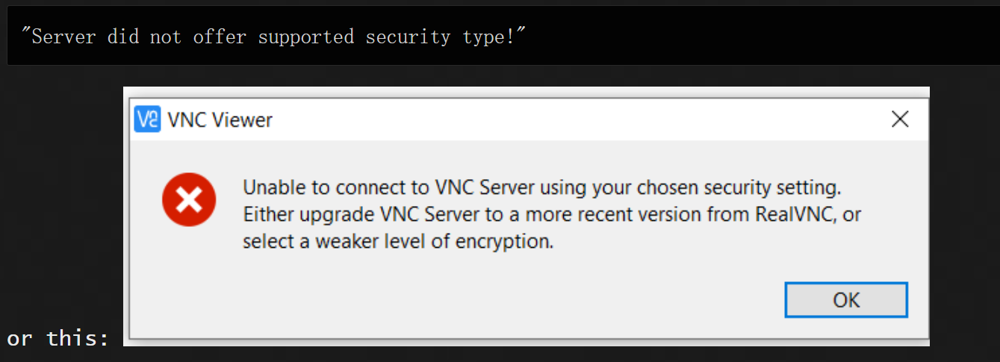 "Server did not offer supported security type!"
VNC Viewer
Unable to connect to VNC Server using your chosen security setting.
Either upgrade VNC Server to a more recent version from RealVNC, or
select a weaker level of encryption.
OK
or this: